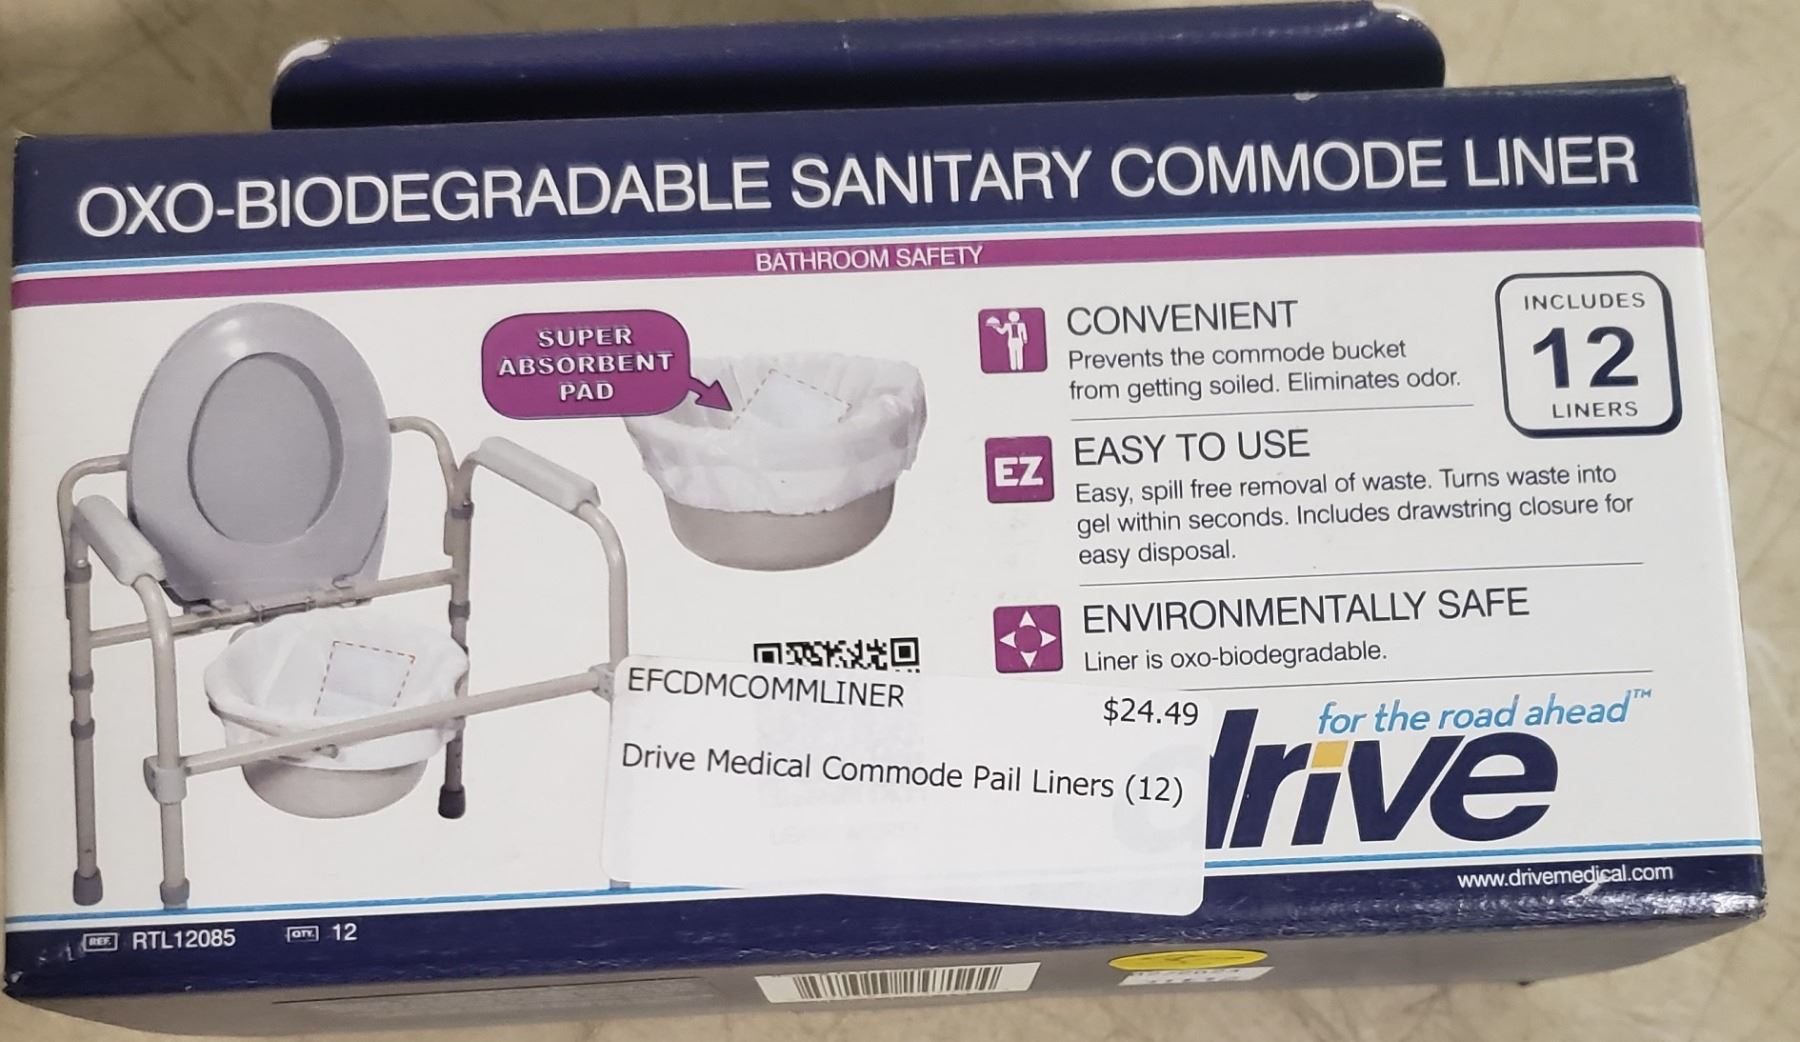 OXO-BIODEGRADABLE SANITARY COMMODE LINER
BATHROOM SAFETY
SUPER
ABSORBENT
PAD
CONVENIENT
Prevents the commode bucket
from getting soiled. Eliminates odor.
INCLUDES
12
LINERS
EZ
EASY TO USE
Easy, spill free removal of waste. Turns waste into
gel within seconds. Includes drawstring closure for
easy disposal.
ENVIRONMENTALLY SAFE
Liner is oxo-biodegradable.
EFCDMCOMMLINER
$24.49
Drive Medical Commode Pail Liners (12)
for the road ahead™
drive
www.drivemedical.com
REF. RTL12085
QTY. 12